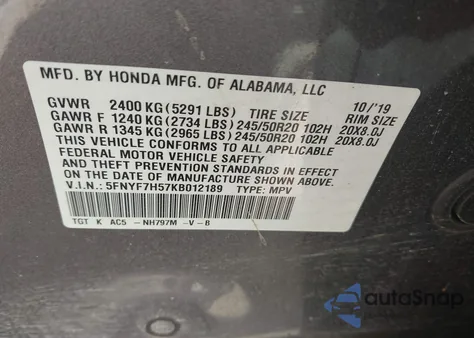 MFD. BY HONDA MFG. OF ALABAMA, LLC
10/'19
GVWR 2400 KG (5291 LBS) TIRE SIZE RIM SIZE
GAWR F 1240 KG (2734 LBS) 245/50R20 102H 20X8.0J
GAWR R 1345 KG (2965 LBS) 245/50R20 102H 20X8.0J
THIS VEHICLE CONFORMS TO ALL APPLICABLE
FEDERAL MOTOR VEHICLE SAFETY AND
THEFT PREVENTION STANDARDS IN EFFECT ON
THE DATE OF MANUFACTURE SHOWN ABOVE.
V.I.N: 5FNYF7H57KB012189 TYPE: MPV
TGT K AC5 -NH797M -V-B
autoSnap